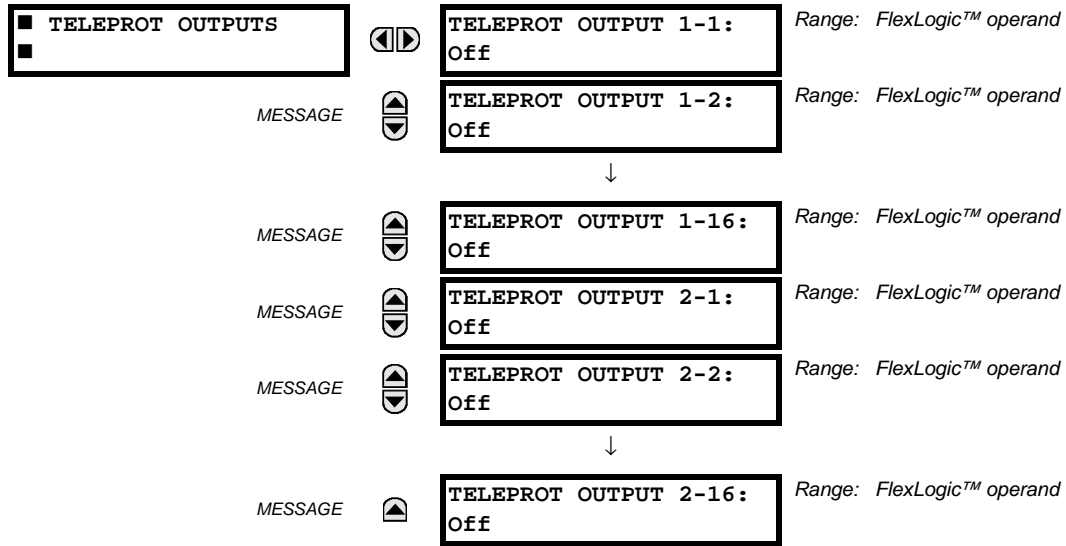 ■ TELEPROT OUTPUTS
■
TELEPROT OUTPUT 1-1:
Off
Range: FlexLogic™ operand
MESSAGE
TELEPROT OUTPUT 1-2:
Off
Range: FlexLogic™ operand
↓
MESSAGE
TELEPROT OUTPUT 1-16:
Off
Range: FlexLogic™ operand
MESSAGE
TELEPROT OUTPUT 2-1:
Off
Range: FlexLogic™ operand
MESSAGE
TELEPROT OUTPUT 2-2:
Off
Range: FlexLogic™ operand
↓
MESSAGE
TELEPROT OUTPUT 2-16:
Off
Range: FlexLogic™ operand